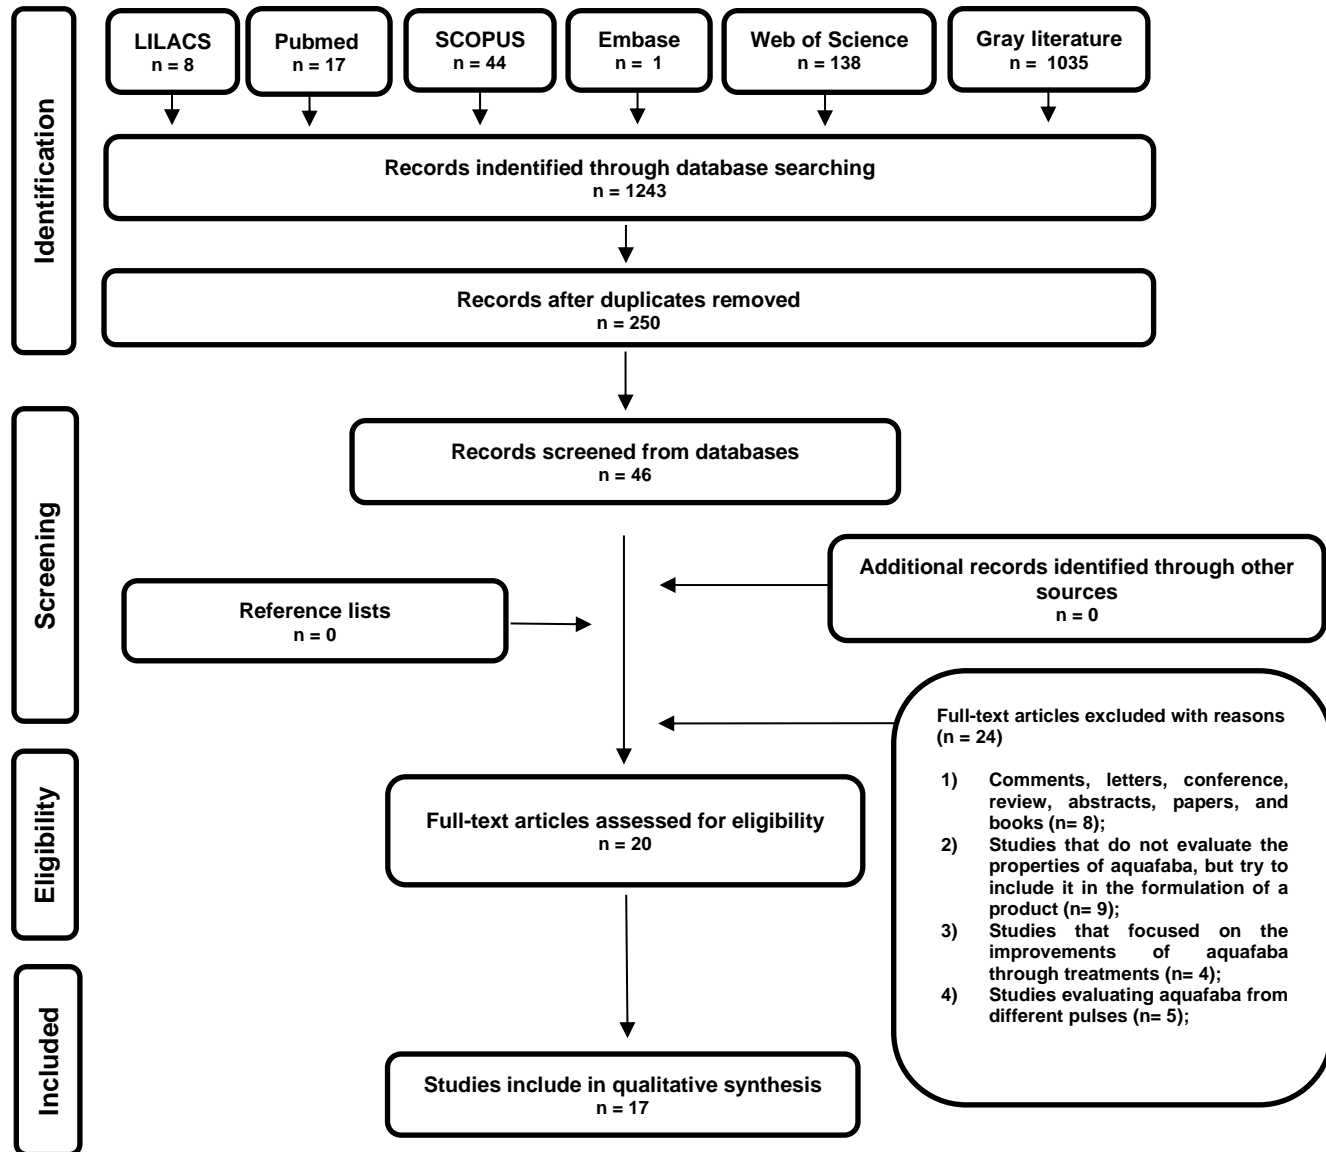 Identification
LILACS
n = 8
Pubmed
n = 17
SCOPUS
n = 44
Embase
n = 1
Web of Science
n = 138
Gray literature
n = 1035
Records indentified through database searching
n = 1243
Records after duplicates removed
n = 250
Screening
Records screened from databases
n = 46
Additional records identified through other
sources
n = 0
Reference lists
n = 0
Full-text articles excluded with reasons
(n = 24)
1) Comments, letters, conference,
review, abstracts, papers, and
books (n= 8);
2) Studies that do not evaluate the
properties of aquafaba, but try to
include it in the formulation of a
product (n= 9);
3) Studies that focused on the
improvements of aquafaba
through treatments (n= 4);
4) Studies evaluating aquafaba from
different pulses (n= 5);
Eligibility
Full-text articles assessed for eligibility
n = 20
Included
Studies include in qualitative synthesis
n = 17